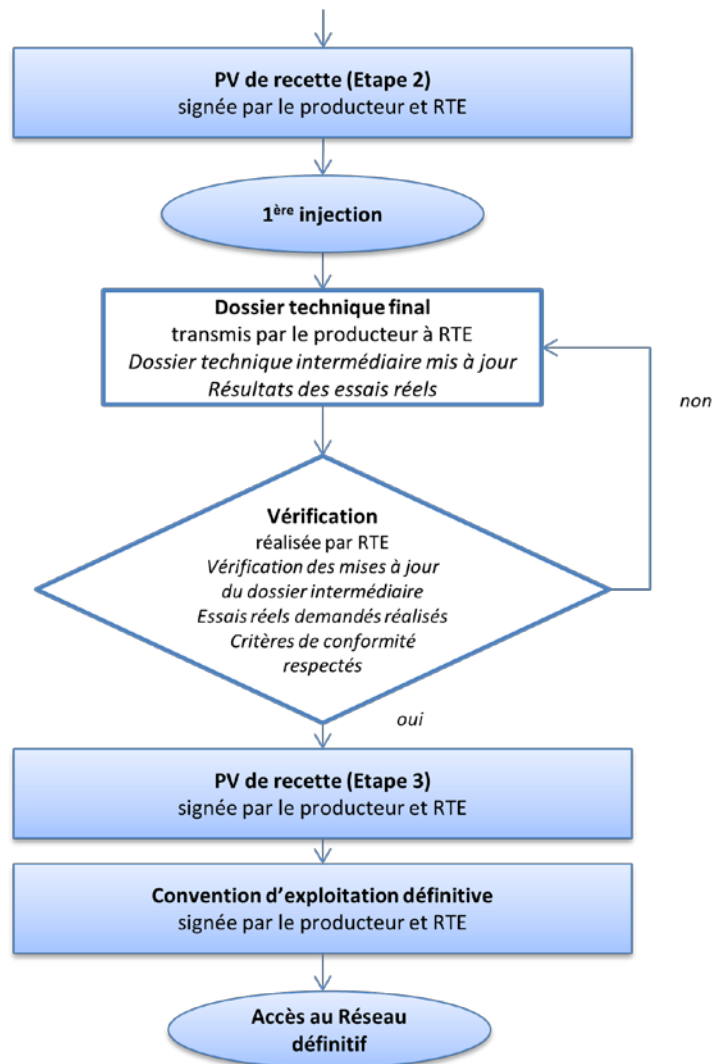 PV de recette (Etape 2)
signée par le producteur et RTE
1ère injection
Dossier technique final
transmis par le producteur à RTE
Dossier technique intermédiaire mis à jour
Résultats des essais réels
non
Vérification
réalisée par RTE
Vérification des mises à jour
du dossier intermédiaire
Essais réels demandés réalisés
Critères de conformité
respectés
oui
PV de recette (Etape 3)
signée par le producteur et RTE
Convention d'exploitation définitive
signée par le producteur et RTE
Accès au Réseau
définitif